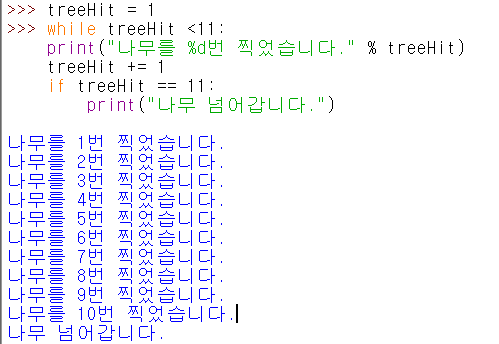 >>> treeHit = 1
>>> while treeHit <11:
    print("나무를 %d번 찍었습니다." % treeHit)
    treeHit += 1
    if treeHit == 11:
        print("나무 넘어갑니다.")
나무를 1번 찍었습니다.
나무를 2번 찍었습니다.
나무를 3번 찍었습니다.
나무를 4번 찍었습니다.
나무를 5번 찍었습니다.
나무를 6번 찍었습니다.
나무를 7번 찍었습니다.
나무를 8번 찍었습니다.
나무를 9번 찍었습니다.
나무를 10번 찍었습니다.
나무 넘어갑니다.